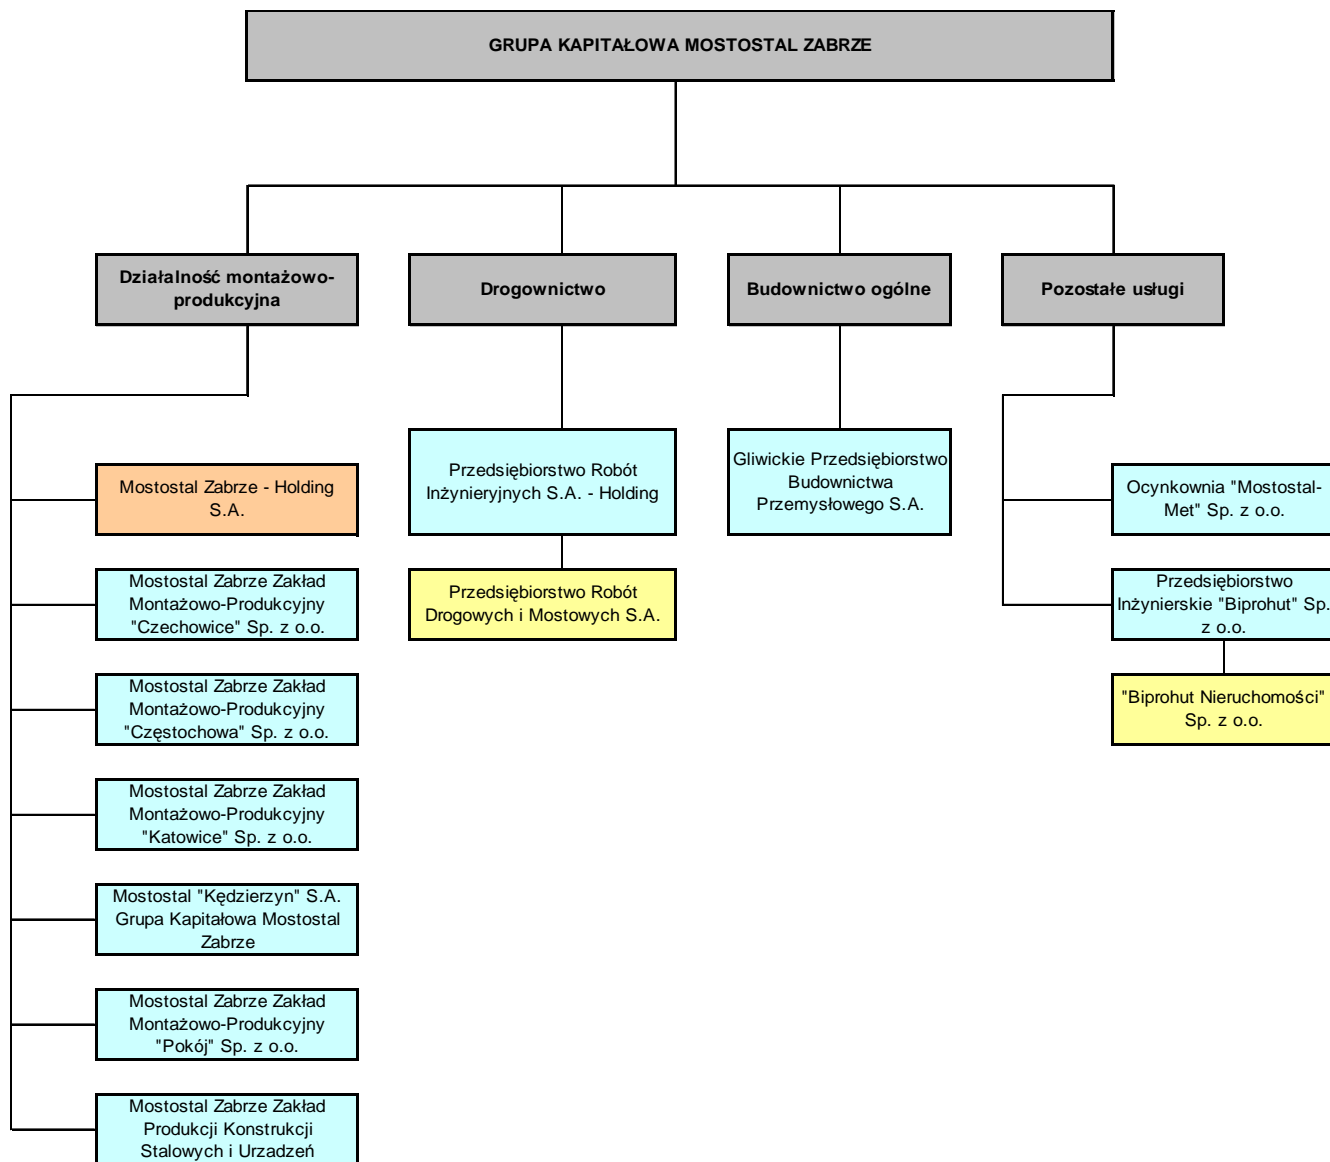 GRUPA KAPITAŁOWA MOSTOSTAL ZABRZE
Działalność montażowo-
produkcyjna
Drogownictwo
Budownictwo ogólne
Pozostałe usługi
Mostostal Zabrze - Holding
S.A.
Mostostal Zabrze Zakład
Montażowo-Produkcyjny
"Czechowice" Sp. z o.o.
Mostostal Zabrze Zakład
Montażowo-Produkcyjny
"Częstochowa" Sp. z o.o.
Mostostal Zabrze Zakład
Montażowo-Produkcyjny
"Katowice" Sp. z o.o.
Mostostal "Kędzierzyn" S.A.
Grupa Kapitałowa Mostostal
Zabrze
Mostostal Zabrze Zakład
Montażowo-Produkcyjny
"Pokój" Sp. z o.o.
Mostostal Zabrze Zakład
Produkcji Konstrukcji
Stalowych i Urzadzeń
Przedsiębiorstwo Robót
Inżynieryjnych S.A. - Holding
Przedsiębiorstwo Robót
Drogowych i Mostowych S.A.
Gliwickie Przedsiębiorstwo
Budownictwa
Przemysłowego S.A.
Ocynkownia "Mostostal-
Met" Sp. z o.o.
Przedsiębiorstwo
Inżynierskie "Biprohut" Sp.
z o.o.
"Biprohut Nieruchomości"
Sp. z o.o.